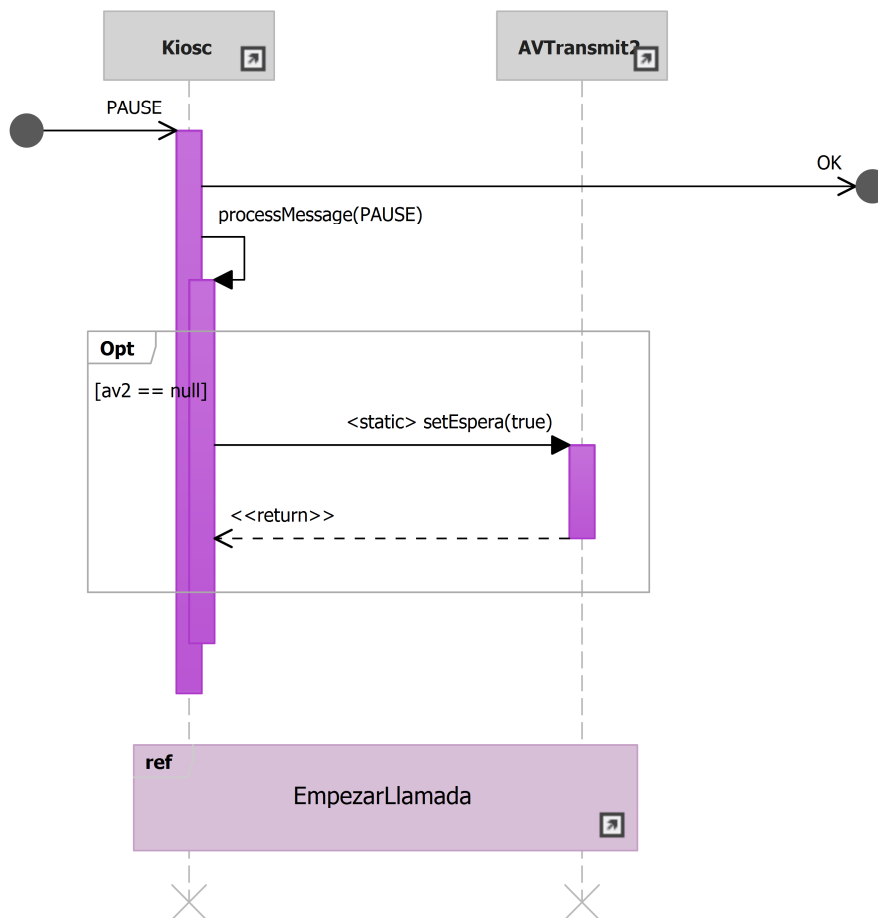 Kiosc
AVTransmit2
PAUSE
OK
processMessage(PAUSE)
Opt
[av2 == null]
<static> setEspera(true)
<<return>>
ref
EmpezarLlamada